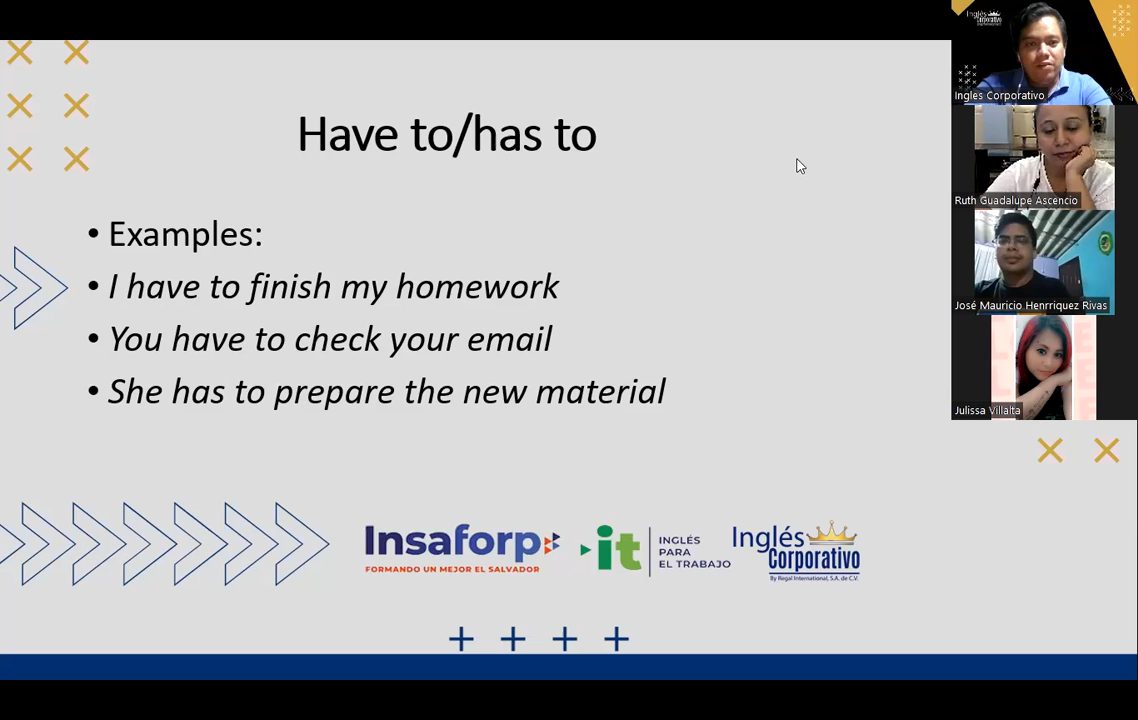 Have to/has to
• Examples:
• I have to finish my homework
• You have to check your email
• She has to prepare the new material
Insaforp
FORMANDO UN MEJOR EL SALVADOR
it
INGLÉS
PARA
EL TRABAJO
Inglés
Corporativo
By Regal International, S.A. de C.V.
Inglés
Corporativo
Ingles Corporativo
Ruth Guadalupe Ascencio
José Mauricio Henrriquez Rivas
Julissa Villalta